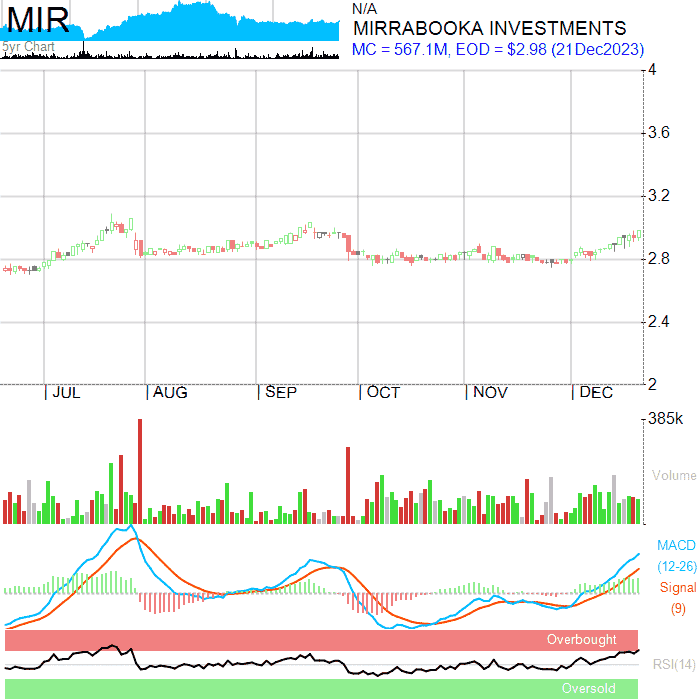 MIR
5yr Chart
N/A
MIRRABOOKA INVESTMENTS
MC = 567.1M, EOD = $2.98 (21Dec2023)
4
3.6
3.2
2.8
2.4
2
JUL AUG SEP OCT NOV DEC
385k
Volume
MACD
(12-26)
Signal
(9)
Overbought
RSI(14)
Oversold